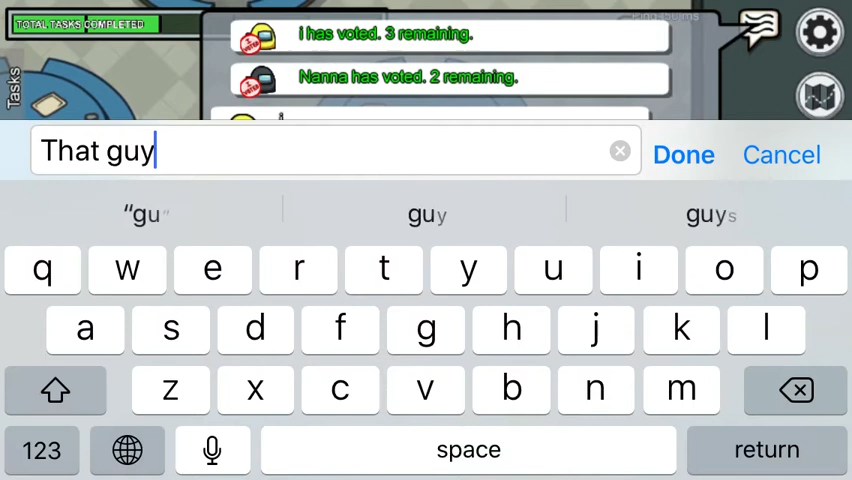 TOTAL TASKS COMPLETED
Tasks
i has voted. 3 remaining.
Nanna has voted. 2 remaining.
i
That guy
Done
Cancel
“gu”
guy
guys
q w e r t y u i o p
a s d f g h j k l
z x c v b n m
123
space
return